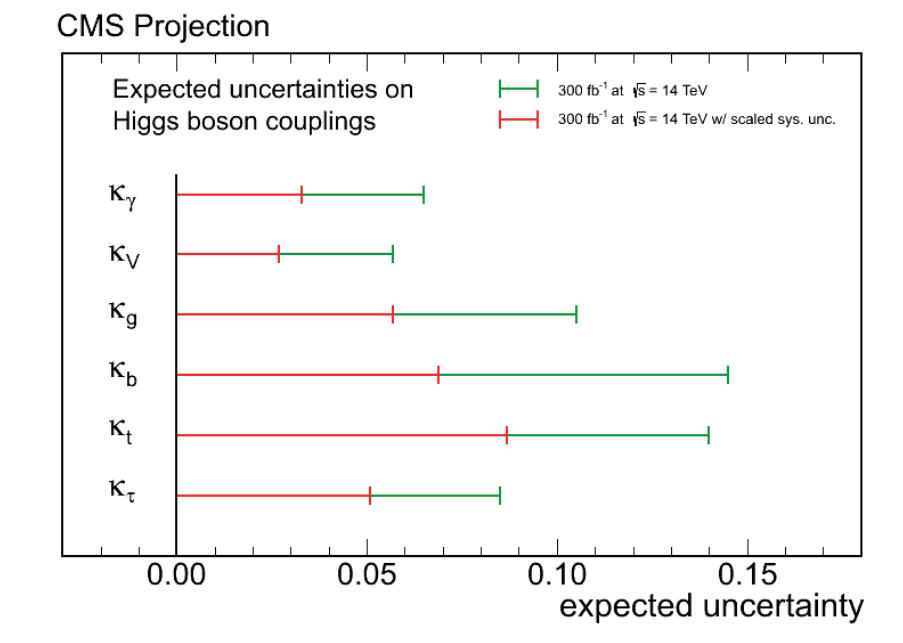 CMS Projection
Expected uncertainties on
Higgs boson couplings
300 fb⁻¹ at √s = 14 TeV
300 fb⁻¹ at √s = 14 TeV w/ scaled sys. unc.
κγ
κV
κg
κb
κt
κτ
0.00 0.05 0.10 0.15
expected uncertainty